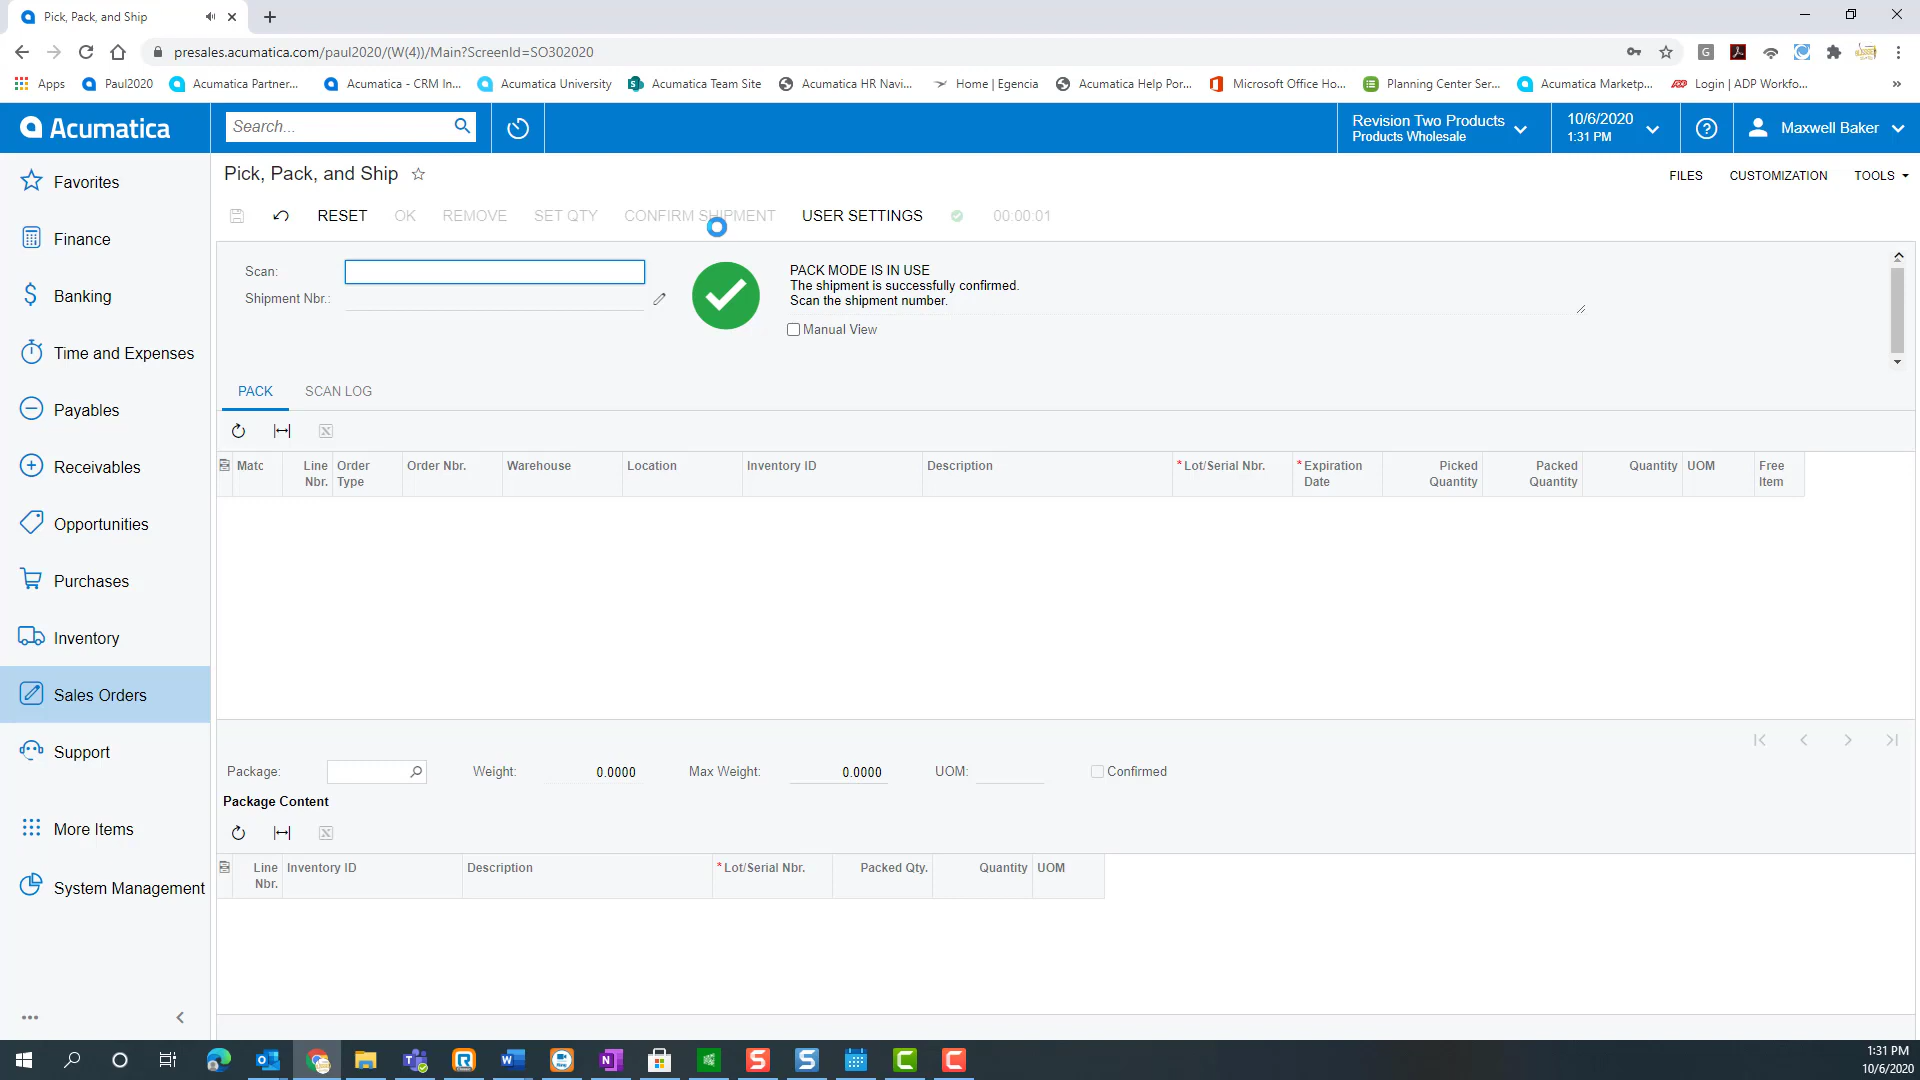 Pick, Pack, and Ship
presales.acumatica.com/paul2020/(W(4))/Main?ScreenId=SO302020
Apps Paul2020 Acumatica Partner... Acumatica - CRM In... Acumatica University Acumatica Team Site Acumatica HR Navi... Home | Egencia Acumatica Help Por... Microsoft Office Ho... Planning Center Ser... Acumatica Marketp... Login | ADP Workfo... »
Acumatica
Search...
Revision Two Products
Products Wholesale
10/6/2020
1:31 PM
Maxwell Baker
Favorites
Finance
Banking
Time and Expenses
Payables
Receivables
Opportunities
Purchases
Inventory
Sales Orders
Support
More Items
System Management
Pick, Pack, and Ship
FILES CUSTOMIZATION TOOLS
RESET OK REMOVE SET QTY CONFIRM SHIPMENT USER SETTINGS 00:00:01
Scan:
Shipment Nbr.:
PACK MODE IS IN USE
The shipment is successfully confirmed.
Scan the shipment number.
Manual View
PACK SCAN LOG
Matc Line Nbr. Order Type Order Nbr. Warehouse Location Inventory ID Description * Lot/Serial Nbr. * Expiration Date Picked Quantity Packed Quantity Quantity UOM Free Item
Package: Weight: 0.0000 Max Weight: 0.0000 UOM: Confirmed
Package Content
Line Nbr. Inventory ID Description * Lot/Serial Nbr. Packed Qty. Quantity UOM
1:31 PM
10/6/2020